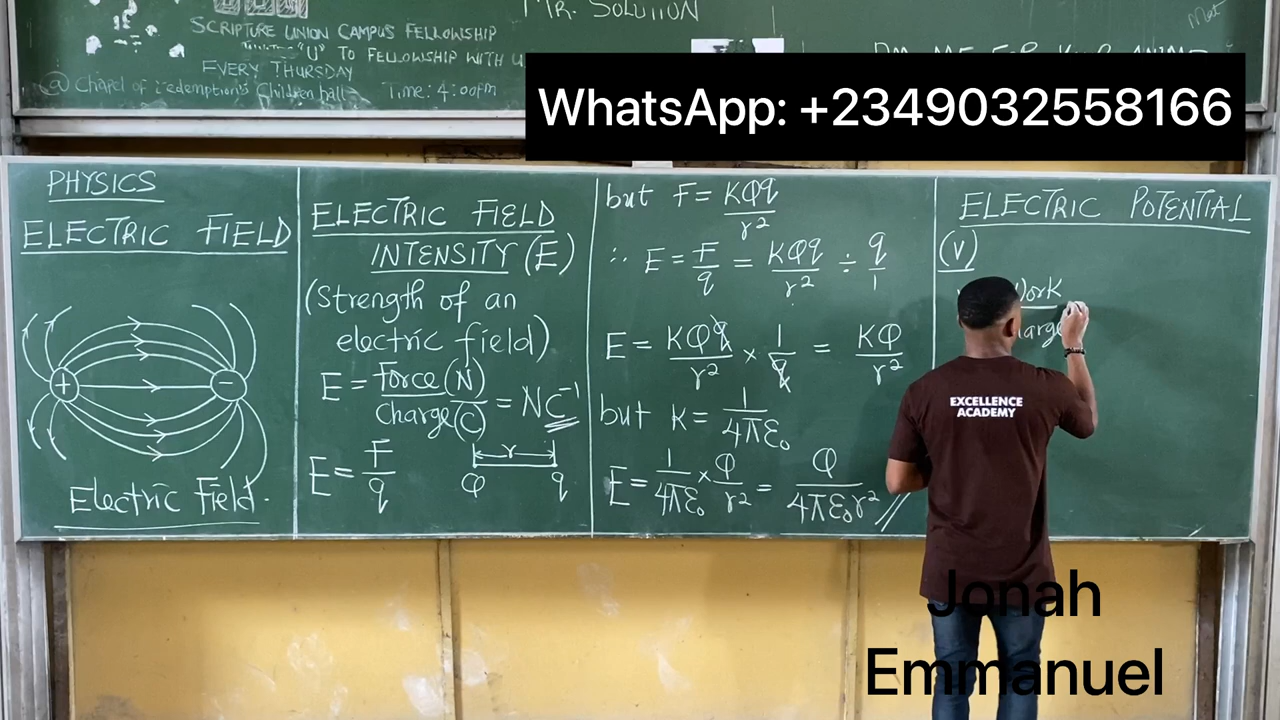 MR. SOLUTION
SCRIPTURE UNION CAMPUS FELLOWSHIP
"U" TO FELLOWSHIP WITH U
EVERY THURSDAY
@ Chapel of Redemption's Children hall Time: 4:00pm
DM ME FOR
WhatsApp: +2349032558166
PHYSICS
ELECTRIC FIELD
+ −
Electric Field.
ELECTRIC FIELD
INTENSITY (E)
(Strength of an
electric field)
E = Force(N)/Charge(C) = NC⁻¹
E = F/q
r
Q q
but F = KQq/r²
∴ E = F/q = KQq/r² ÷ q/1
E = KQq/r² × 1/q = KQ/r²
but K = 1/4πε₀
E = 1/4πε₀ × Q/r² = Q/4πε₀r² //
ELECTRIC POTENTIAL
(V)
Work
EXCELLENCE
ACADEMY
Jonah
Emmanuel